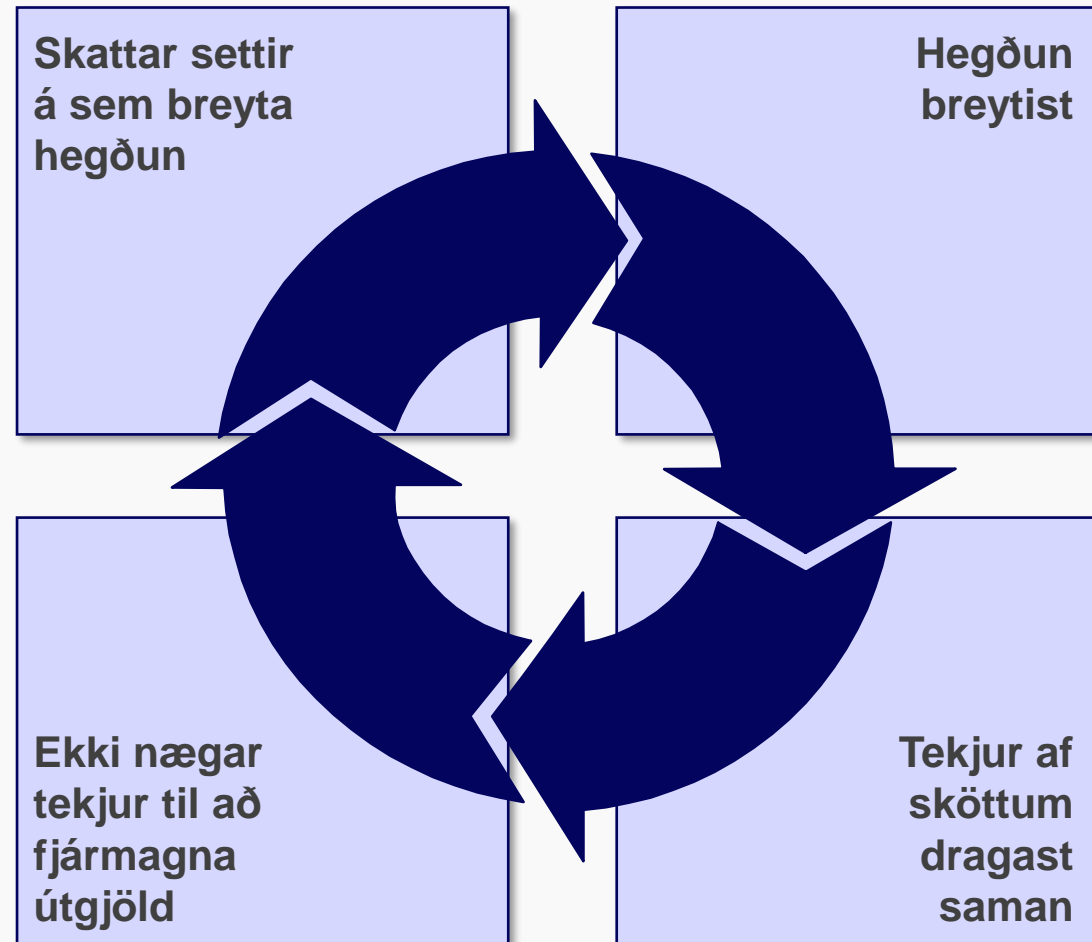 Skattar settir
á sem breyta
hegðun
Hegðun
breytist
Tekjur af
sköttum
dragast
saman
Ekki nægar
tekjur til að
fjármagna
útgjöld